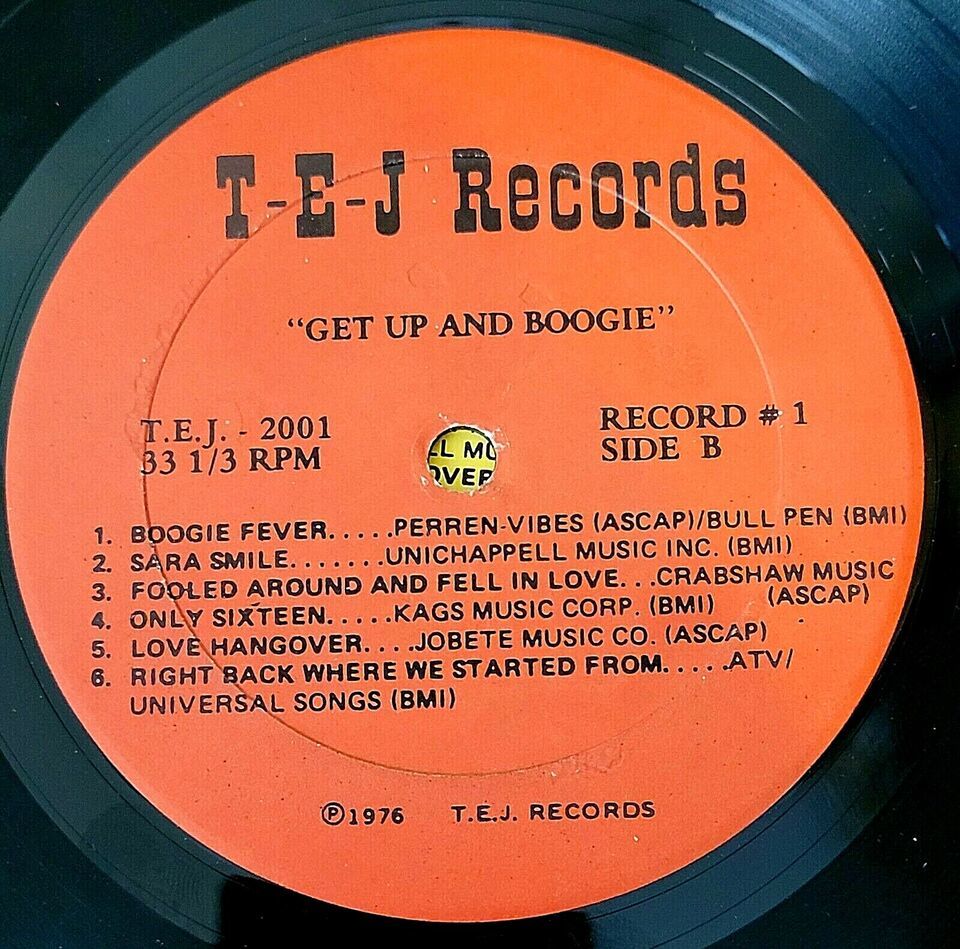 T-E-J Records
"GET UP AND BOOGIE"
T.E.J. - 2001
33 1/3 RPM
RECORD # 1
SIDE B
LL MU
OVER
1. BOOGIE FEVER.....PERREN-VIBES (ASCAP)/BULL PEN (BMI)
2. SARA SMILE.......UNICHAPPELL MUSIC INC. (BMI)
3. FOOLED AROUND AND FELL IN LOVE...CRABSHAW MUSIC
(ASCAP)
4. ONLY SIXTEEN.....KAGS MUSIC CORP. (BMI)
5. LOVE HANGOVER....JOBETE MUSIC CO. (ASCAP)
6. RIGHT BACK WHERE WE STARTED FROM.....ATV/
UNIVERSAL SONGS (BMI)
℗1976 T.E.J. RECORDS